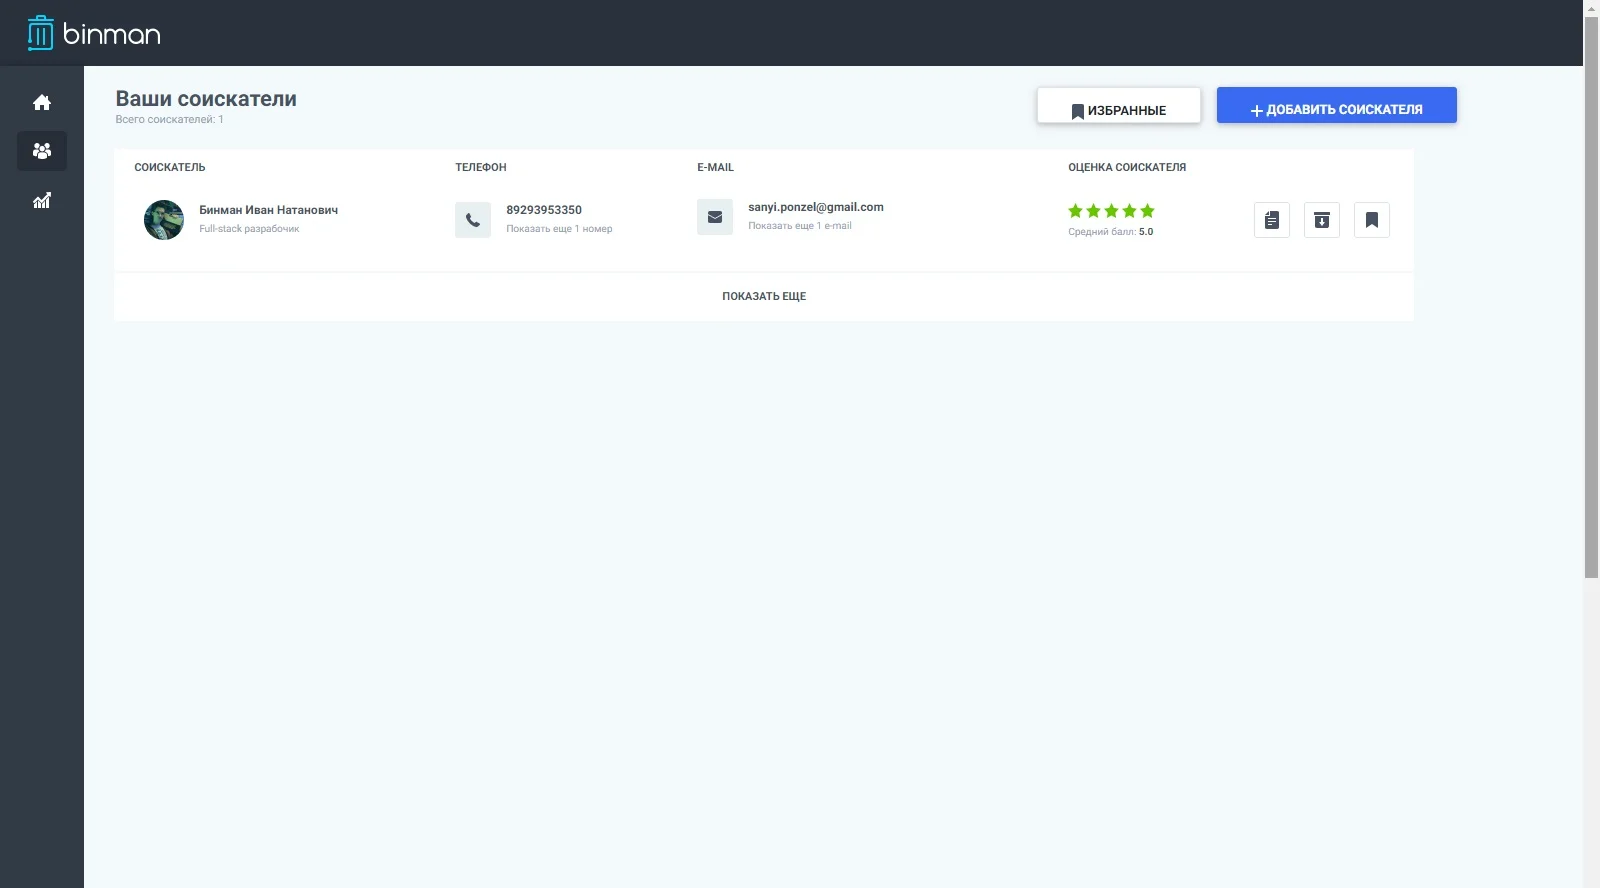 binman
Ваши соискатели
Всего соискателей: 1
ИЗБРАННЫЕ
ДОБАВИТЬ СОИСКАТЕЛЯ
СОИСКАТЕЛЬ
ТЕЛЕФОН
E-MAIL
ОЦЕНКА СОИСКАТЕЛЯ
Бинман Иван Натанович
Full-stack разрабочик
89293953350
Показать еще 1 номер
sanyi.ponzel@gmail.com
Показать еще 1 e-mail
Средний балл: 5.0
ПОКАЗАТЬ ЕЩЕ